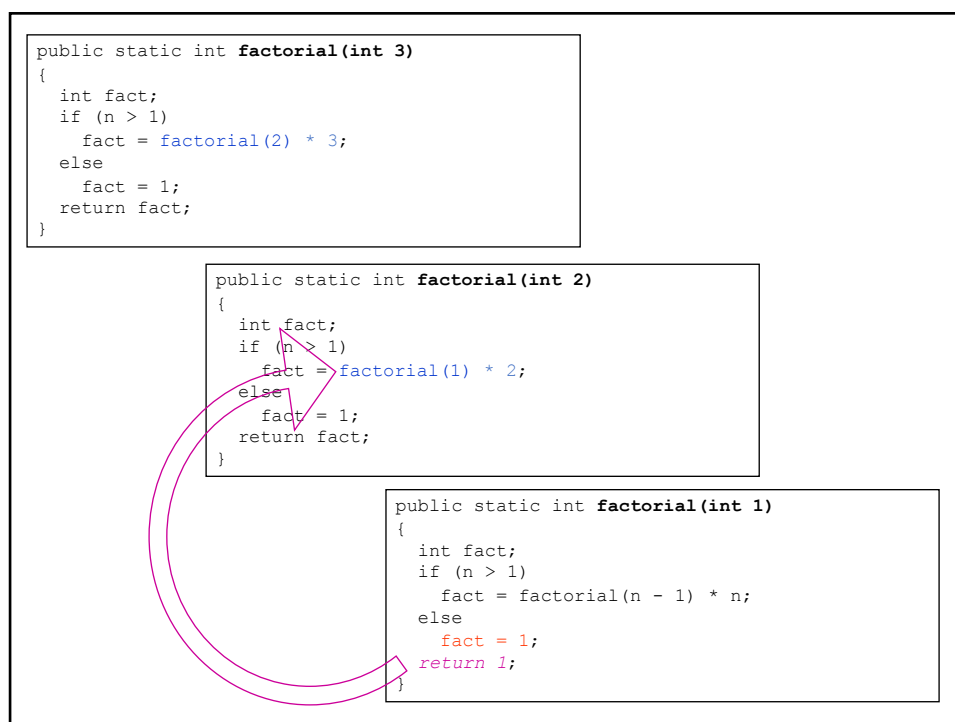 public static int factorial(int 3)
{
int fact;
if (n > 1)
fact = factorial(2) * 3;
else
fact = 1;
return fact;
}
public static int factorial(int 2)
{
int fact;
if (n > 1)
fact = factorial(1) * 2;
else
fact = 1;
return fact;
}
public static int factorial(int 1)
{
int fact;
if (n > 1)
fact = factorial(n - 1) * n;
else
fact = 1;
return 1;
}